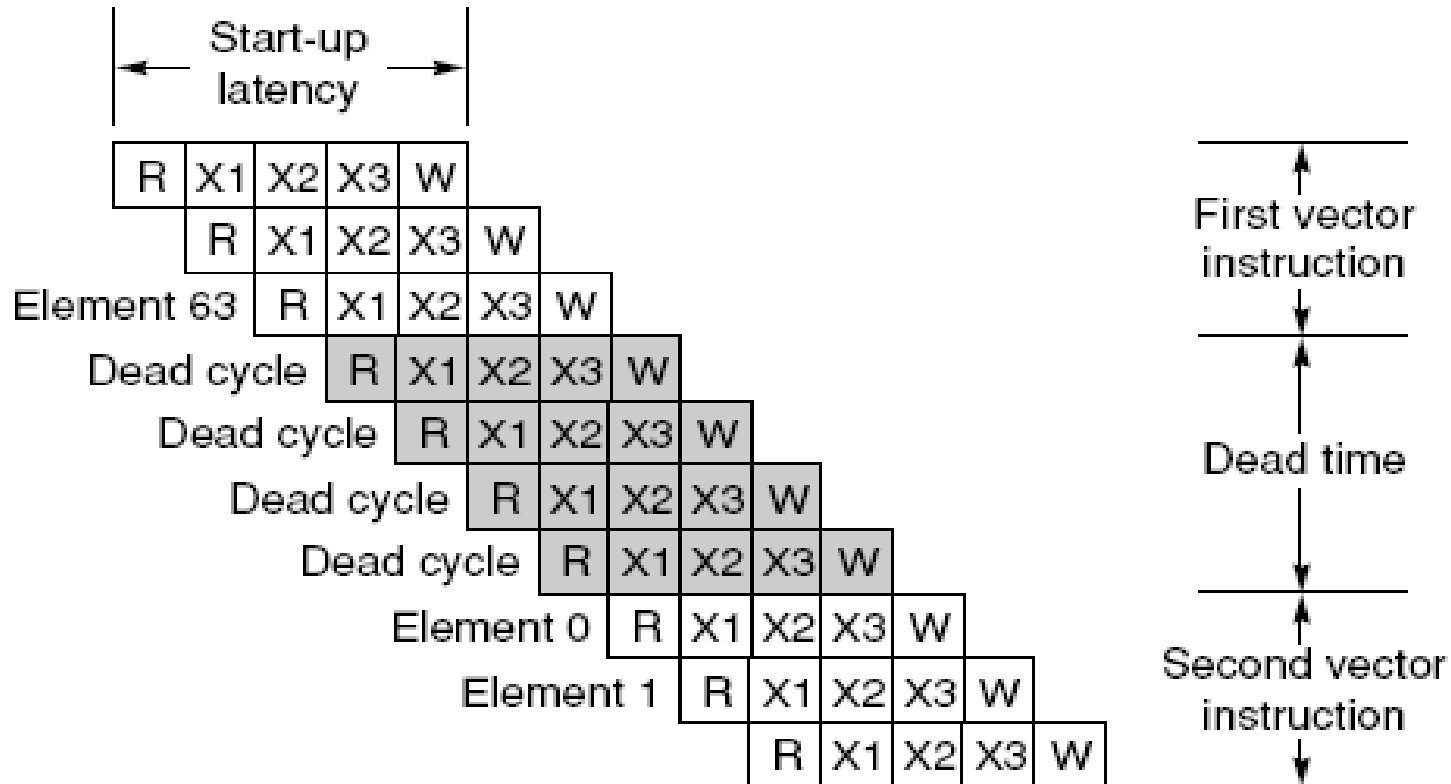 Start-up
latency
R X1 X2 X3 W
R X1 X2 X3 W
First vector
instruction
Element 63 R X1 X2 X3 W
Dead cycle R X1 X2 X3 W
Dead cycle R X1 X2 X3 W
Dead time
Dead cycle R X1 X2 X3 W
Dead cycle R X1 X2 X3 W
Element 0 R X1 X2 X3 W
Element 1 R X1 X2 X3 W
Second vector
instruction
R X1 X2 X3 W